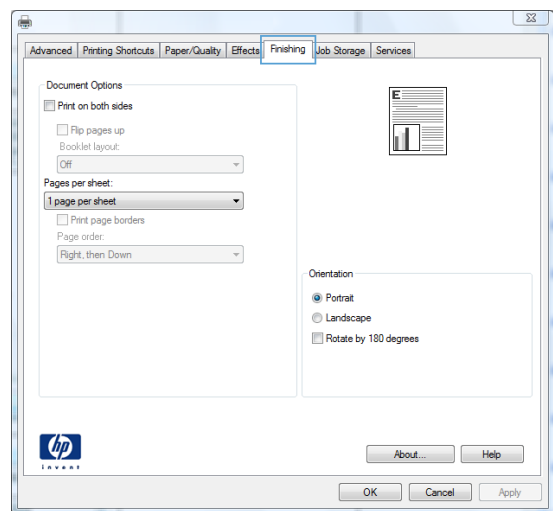 Advanced Printing Shortcuts Paper/Quality Effects Finishing Job Storage Services
Document Options
Print on both sides
Flip pages up
Booklet layout:
Off
Pages per sheet:
1 page per sheet
Print page borders
Page order:
Right, then Down
E
Orientation
Portrait
Landscape
Rotate by 180 degrees
hp
invent
About... Help
OK Cancel Apply